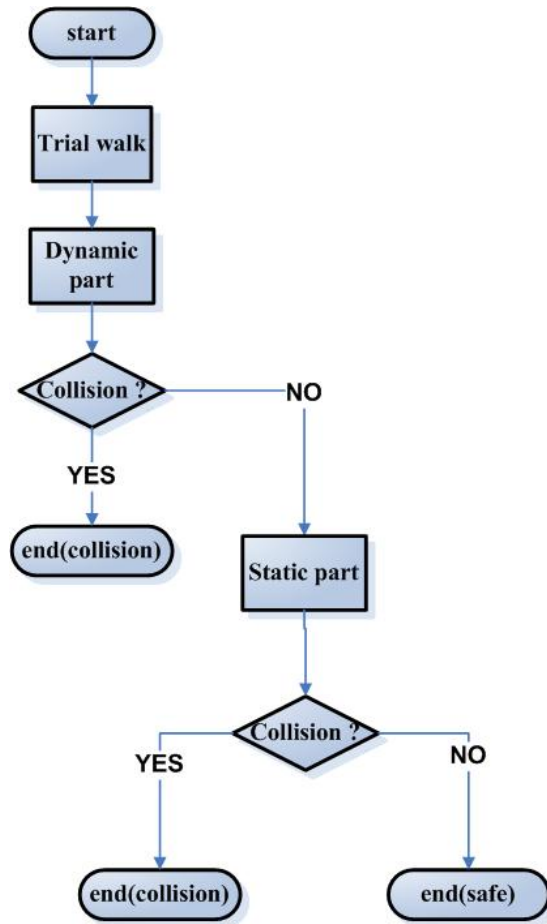 start
Trial walk
Dynamic
part
Collision ?
NO
YES
end(collision)
Static part
Collision ?
YES
NO
end(collision)
end(safe)